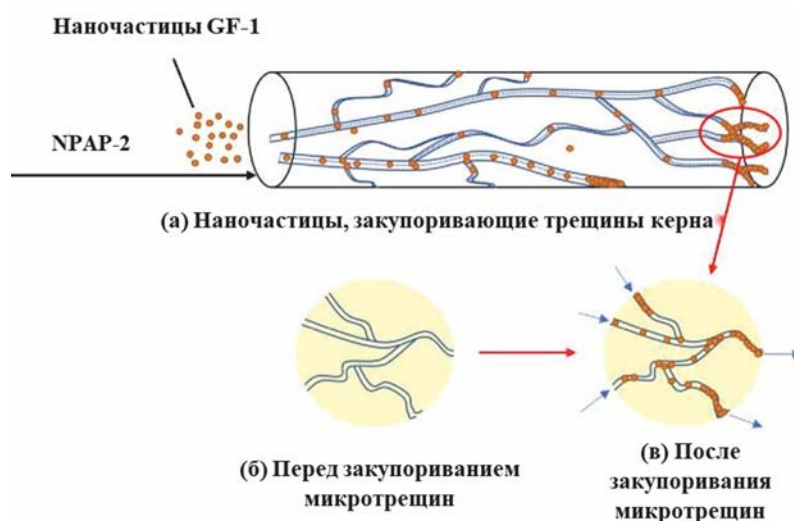 Наночастицы GF-1
NPAP-2
(а) Наночастицы, закупоривающие трещины керна
(б) Перед закупориванием
микротрещин
(в) После
закупоривания
микротрещин